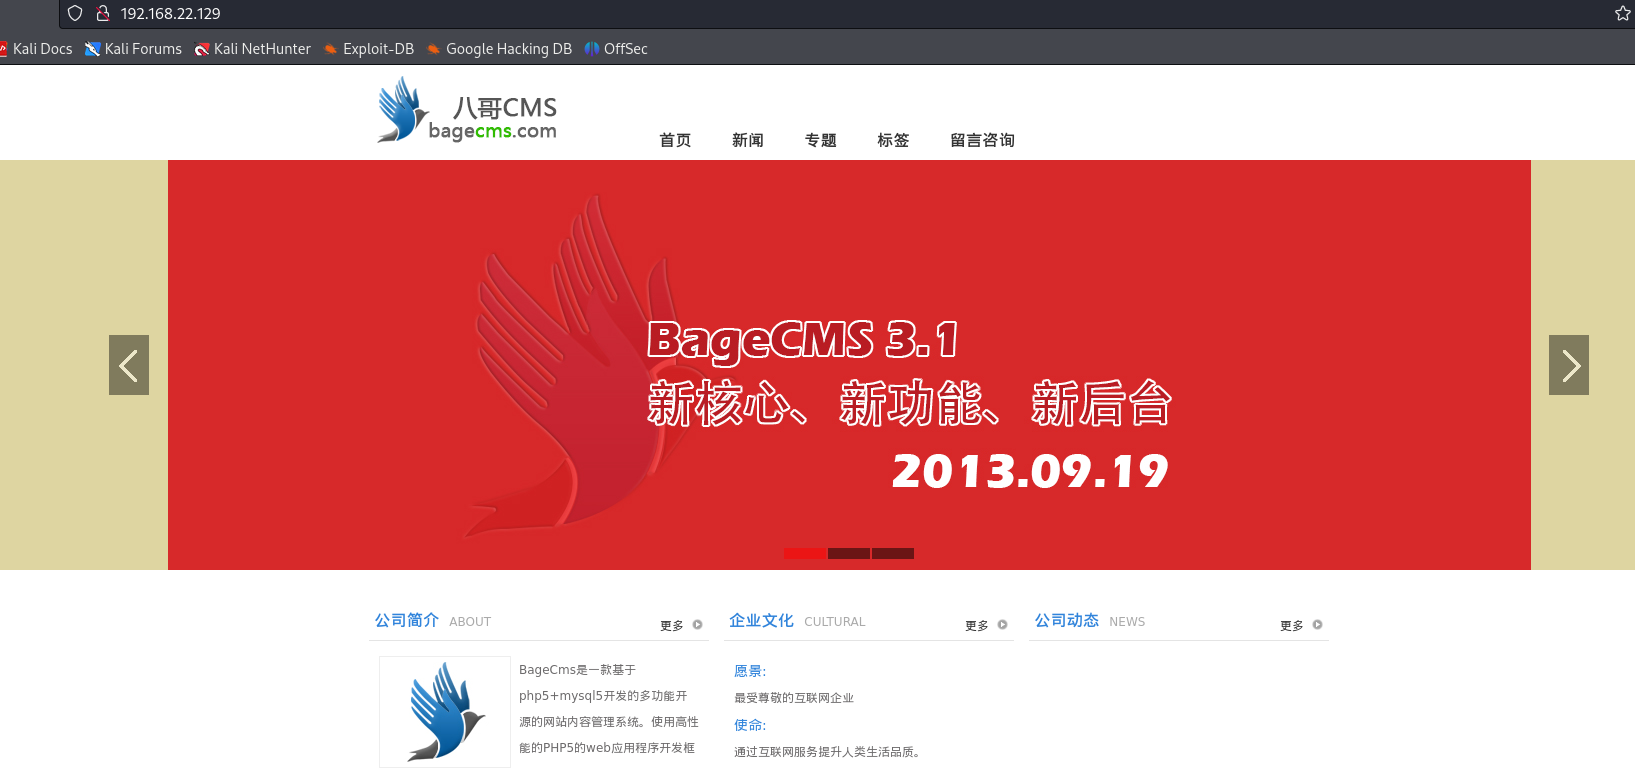 192.168.22.129
Kali Docs Kali Forums Kali NetHunter Exploit-DB Google Hacking DB OffSec
八哥CMS
bagecms.com
首页 新闻 专题 标签 留言咨询
BageCMS 3.1
新核心、新功能、新后台
2013.09.19
公司简介 ABOUT 更多
BageCms是一款基于
php5+mysql5开发的多功能开
源的网站内容管理系统。使用高性
能的PHP5的web应用程序开发框
企业文化 CULTURAL 更多
愿景:
最受尊敬的互联网企业
使命:
通过互联网服务提升人类生活品质。
公司动态 NEWS 更多